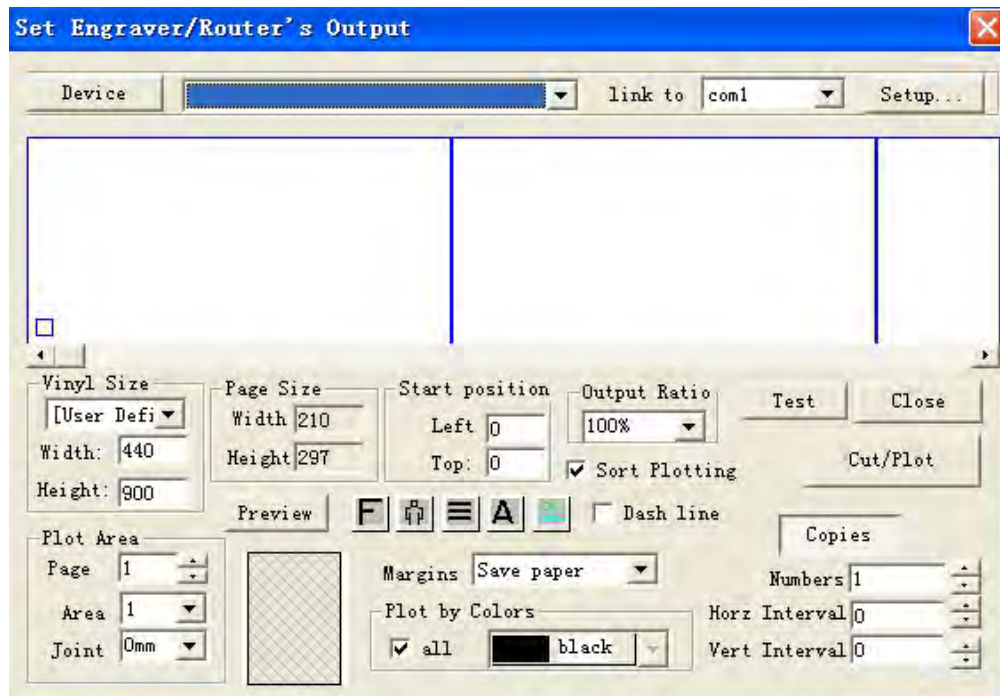 Set Engraver/Router's Output
Device link to com1 Setup...
Vinyl Size
[User Defi
Width: 440
Height: 900
Page Size
Width 210
Height 297
Start position
Left 0
Top: 0
Output Ratio
100%
Sort Plotting
Test
Close
Cut/Plot
Preview
F
A
Dash line
Plot Area
Page 1
Area 1
Joint 0mm
Margins Save paper
Plot by Colors
all black
Copies
Numbers 1
Horz Interval 0
Vert Interval 0